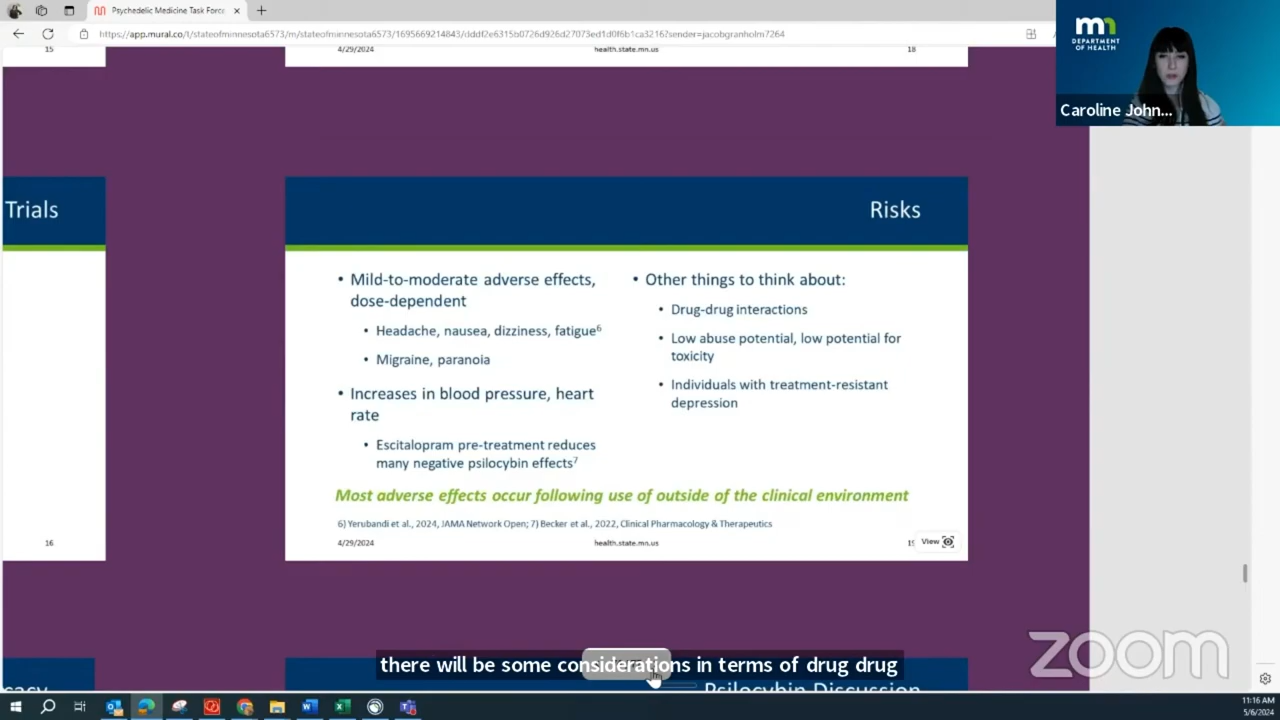 Psychedelic Medicine Task Force
https://app.mural.co/t/stateofminnesota6573/m/stateofminnesota6573/1695669214843/dddf2e6315b0726d926d27073ed1d0f6b1ca3216?sender=jacobgranholm7264
mn
DEPARTMENT
OF HEALTH
Caroline John...
15
4/29/2024
health.state.mn.us
18
Trials
Risks
• Mild-to-moderate adverse effects,
dose-dependent
• Headache, nausea, dizziness, fatigue6
• Migraine, paranoia
• Increases in blood pressure, heart
rate
• Escitalopram pre-treatment reduces
many negative psilocybin effects7
• Other things to think about:
• Drug-drug interactions
• Low abuse potential, low potential for
toxicity
• Individuals with treatment-resistant
depression
Most adverse effects occur following use of outside of the clinical environment
6) Yerubandi et al., 2024, JAMA Network Open; 7) Becker et al., 2022, Clinical Pharmacology & Therapeutics
16
4/29/2024
health.state.mn.us
View
there will be some considerations in terms of drug drug
Psilocybin Discussion
zoom
11:16 AM
5/6/2024